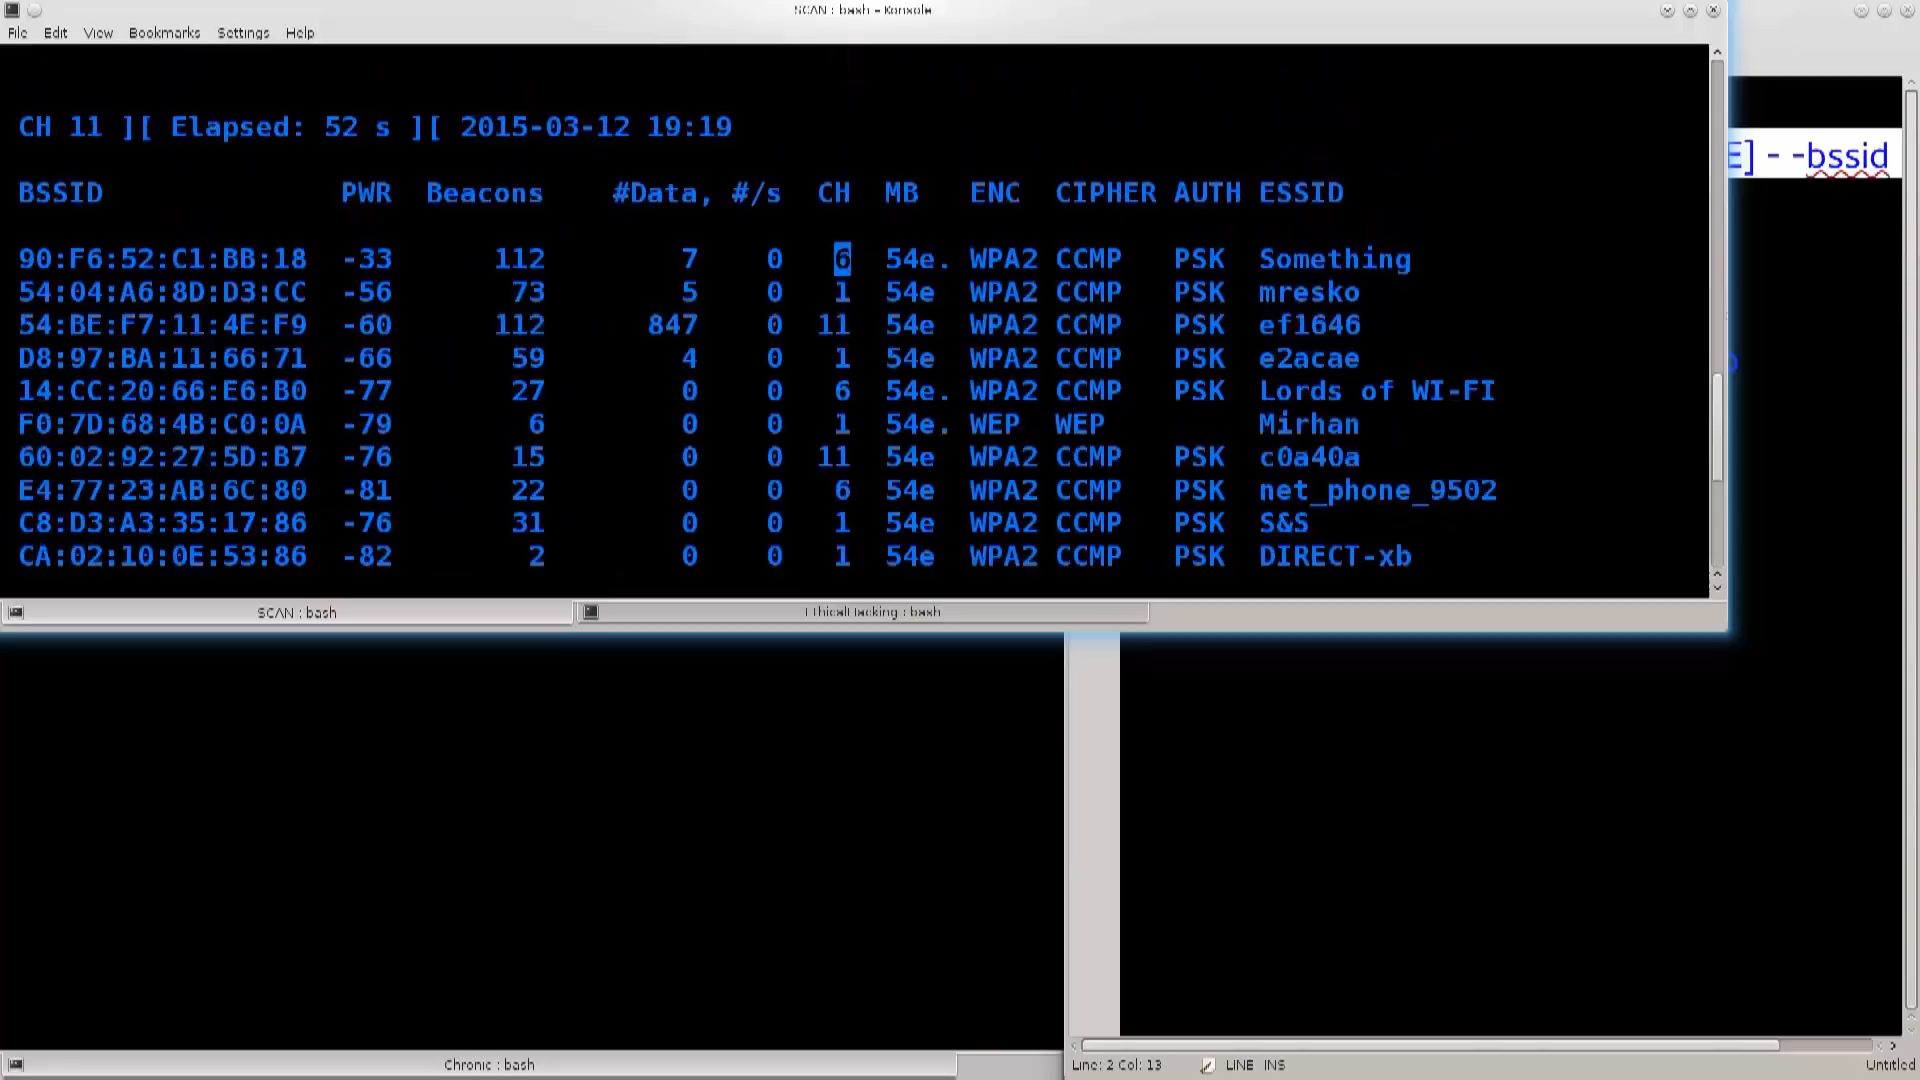 SCAN : bash – Konsole
File Edit View Bookmarks Settings Help
CH 11 ][ Elapsed: 52 s ][ 2015-03-12 19:19
BSSID PWR Beacons #Data, #/s CH MB ENC CIPHER AUTH ESSID
90:F6:52:C1:BB:18 -33 112 7 0 6 54e. WPA2 CCMP PSK Something
54:04:A6:8D:D3:CC -56 73 5 0 1 54e WPA2 CCMP PSK mresko
54:BE:F7:11:4E:F9 -60 112 847 0 11 54e WPA2 CCMP PSK ef1646
D8:97:BA:11:66:71 -66 59 4 0 1 54e WPA2 CCMP PSK e2acae
14:CC:20:66:E6:B0 -77 27 0 0 6 54e. WPA2 CCMP PSK Lords of WI-FI
F0:7D:68:4B:C0:0A -79 6 0 0 1 54e. WEP WEP Mirhan
60:02:92:27:5D:B7 -76 15 0 0 11 54e WPA2 CCMP PSK c0a40a
E4:77:23:AB:6C:80 -81 22 0 0 6 54e WPA2 CCMP PSK net_phone_9502
C8:D3:A3:35:17:86 -76 31 0 0 1 54e WPA2 CCMP PSK S&S
CA:02:10:0E:53:86 -82 2 0 0 1 54e WPA2 CCMP PSK DIRECT-xb
E] - -bssid
SCAN : bash
EthicalHacking : bash
Chronic : bash
Line: 2 Col: 13 LINE INS Untitled